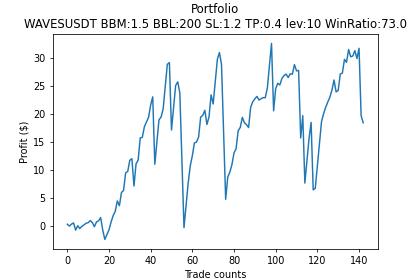 Portfolio
WAVESUSDT BBM:1.5 BBL:200 SL:1.2 TP:0.4 lev:10 WinRatio:73.0
Profit ($)
30
25
20
15
10
5
0
0 20 40 60 80 100 120 140
Trade counts